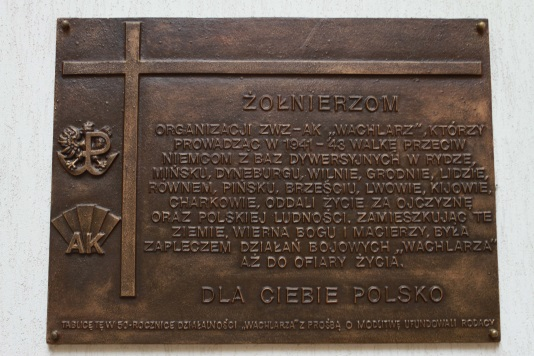 ŻOŁNIERZOM
ORGANIZACJI ZWZ-AK „WACHLARZ”, KTÓRZY
PROWADZĄC W 1941-43 WALKĘ PRZECIW
NIEMCOM Z BAZ DYWERSYJNYCH W RYDZE,
MIŃSKU, DYNEBURGU, WILNIE, GRODNIE, LIDZIE,
RÓWNEM, PIŃSKU, BRZEŚCIU, LWOWIE, KIJOWIE,
CHARKOWIE, ODDALI ŻYCIE ZA OJCZYZNĘ
ORAZ POLSKIEJ LUDNOŚCI, ZAMIESZKUJĄC TĘ
ZIEMIE, WIERNA BOGU I MACIERZY, BYŁA
ZAPLECZEM DZIAŁAŃ BOJOWYCH „WACHLARZA”
AŻ DO OFIARY ŻYCIA.
DLA CIEBIE POLSKO
TABLICĘ TĘ W 50-ROCZNICĘ DZIAŁALNOŚCI „WACHLARZA” Z PROŚBĄ O MODLITWĘ UFUNDOWALI RODACY
P
AK